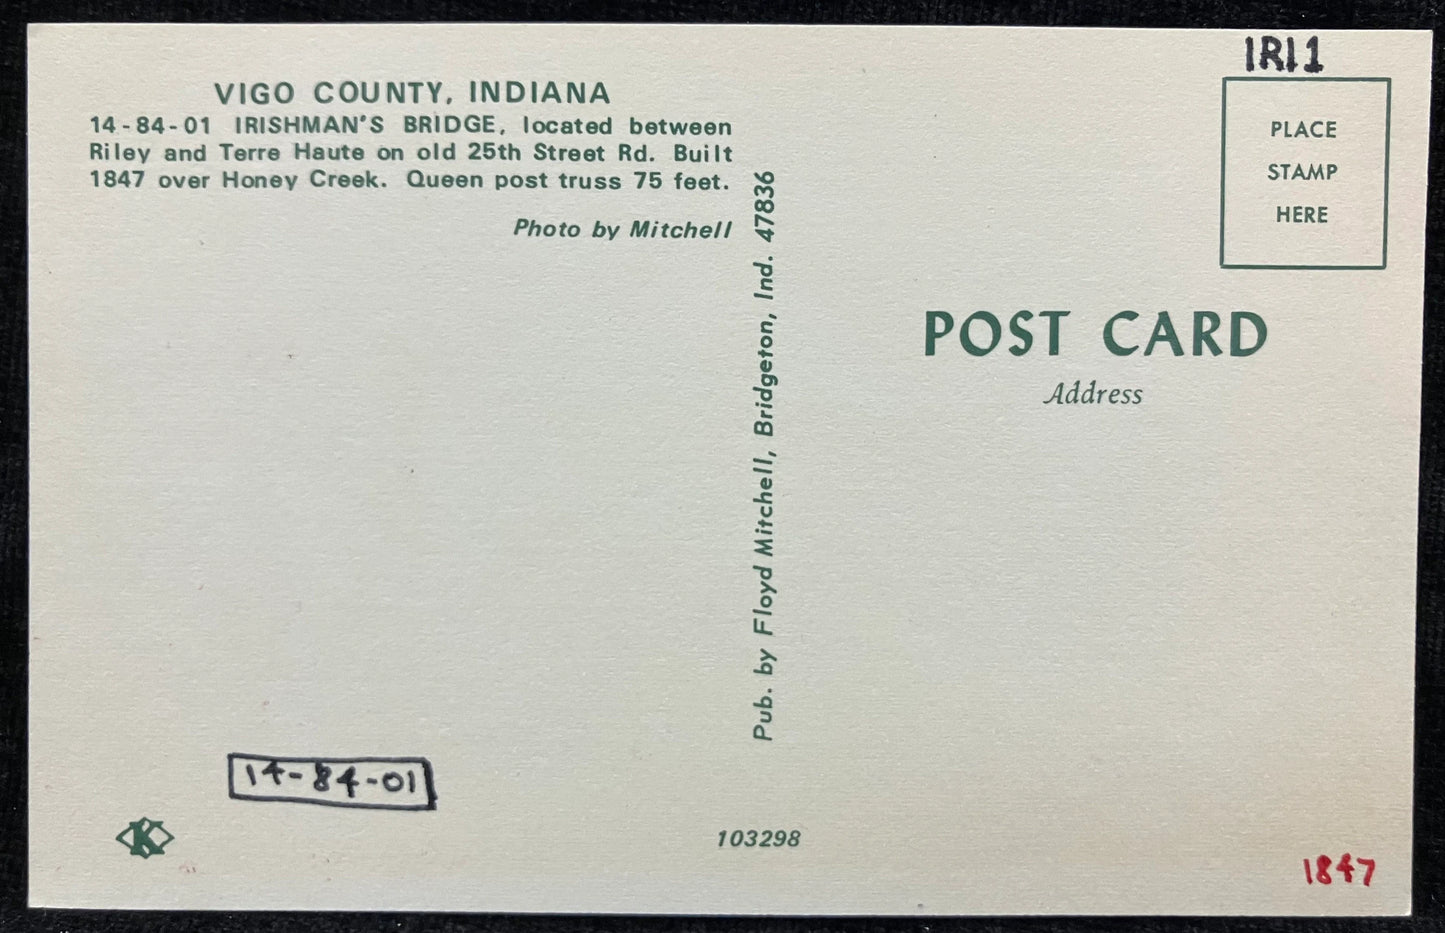 IRI1
VIGO COUNTY, INDIANA
14-84-01 IRISHMAN'S BRIDGE, located between
Riley and Terre Haute on old 25th Street Rd. Built
1847 over Honey Creek. Queen post truss 75 feet.
Photo by Mitchell
Pub. by Floyd Mitchell, Bridgeton, Ind. 47836
PLACE
STAMP
HERE
POST CARD
Address
14-84-01
K
103298
1847